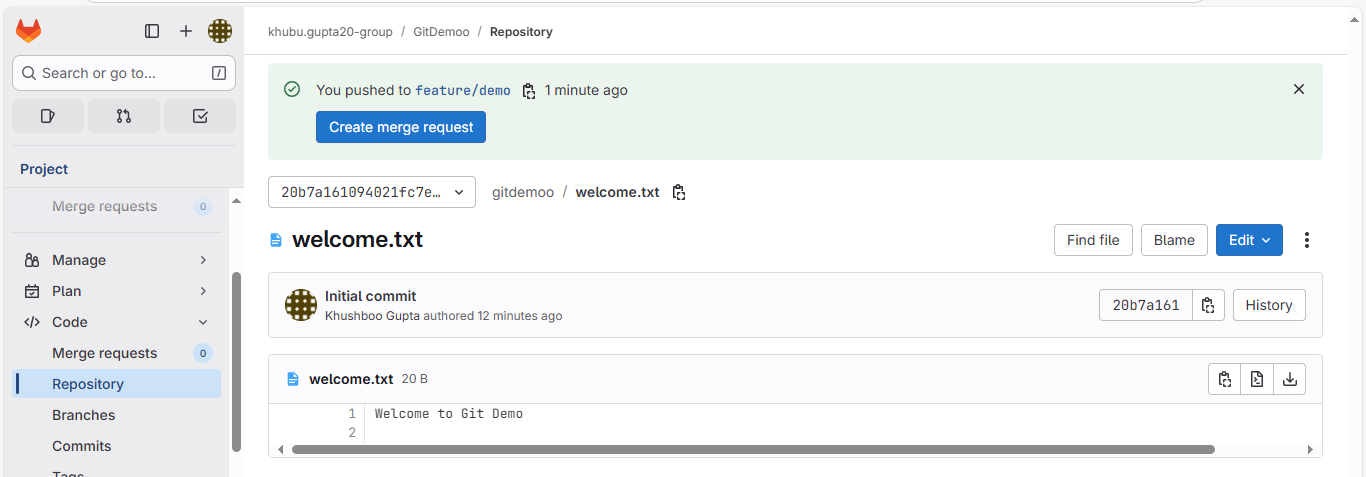 khubu.gupta20-group / GitDemoo / Repository
Search or go to... /
You pushed to feature/demo 1 minute ago
Create merge request
Project
Merge requests 0
20b7a161094021fc7e… gitdemoo / welcome.txt
welcome.txt
Find file Blame Edit
Manage
Plan
Code
Merge requests 0
Repository
Branches
Commits
Tags
Initial commit
Khushboo Gupta authored 12 minutes ago
20b7a161 History
welcome.txt 20 B
1 Welcome to Git Demo
2